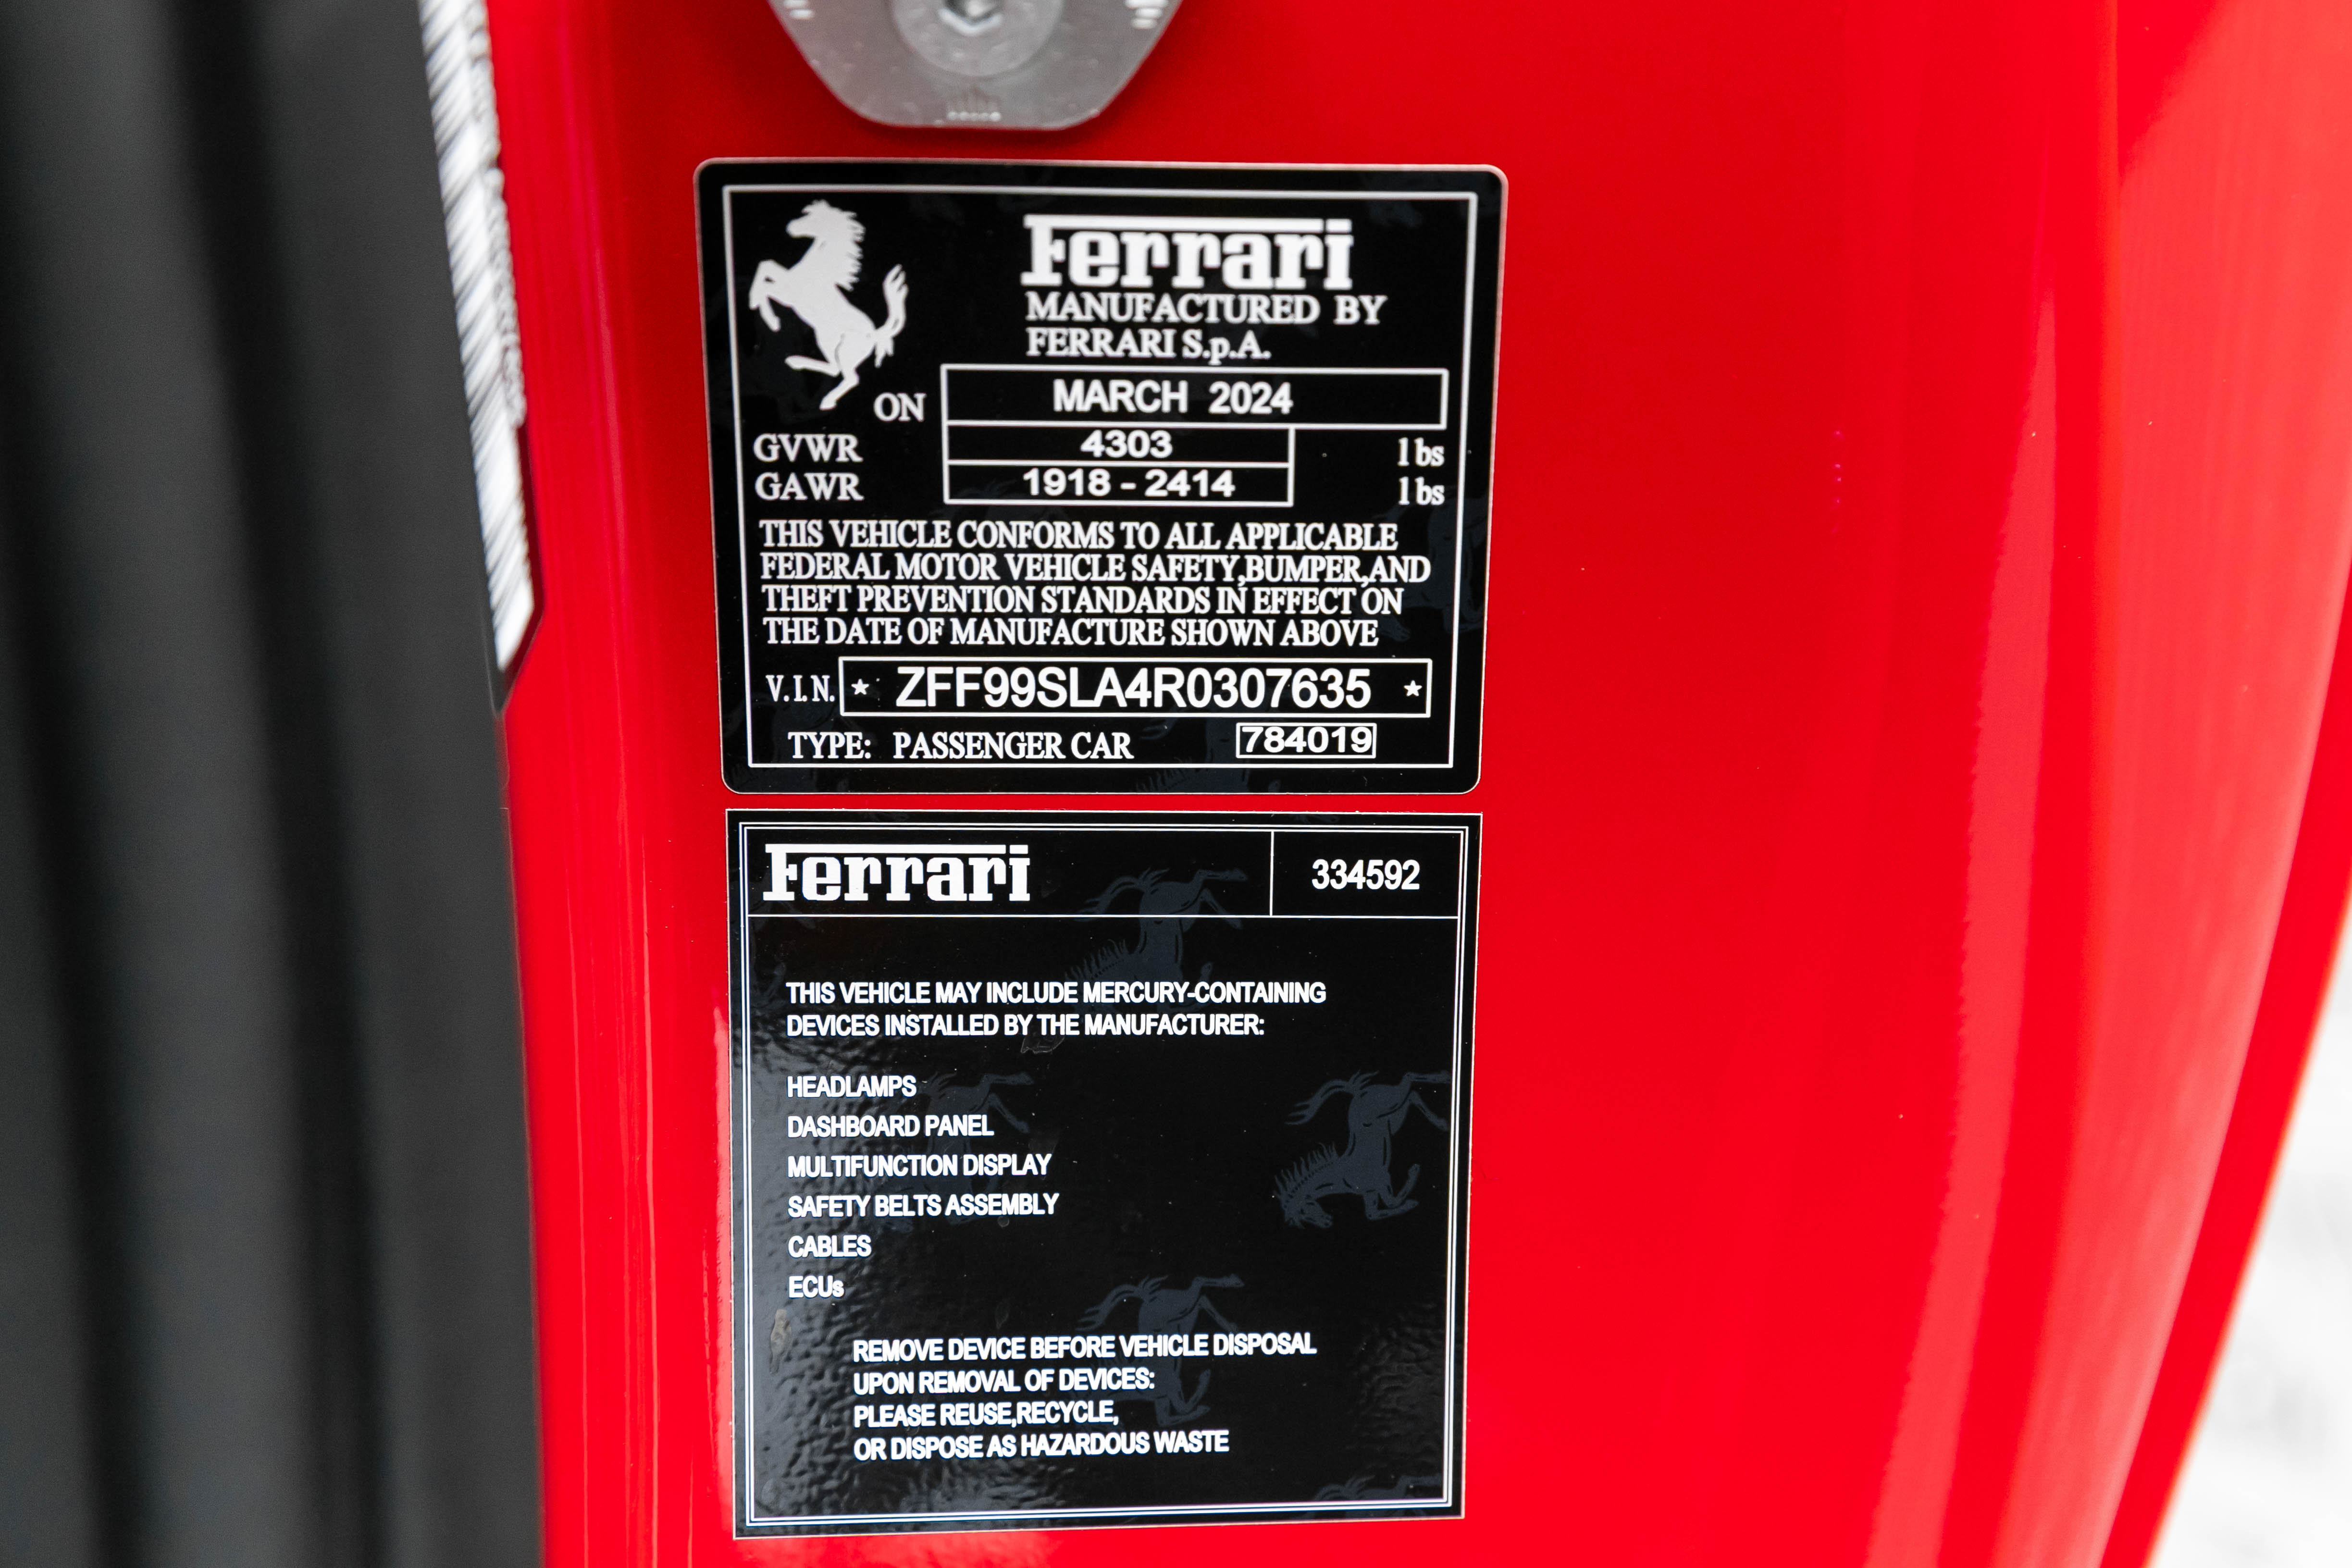 Ferrari
MANUFACTURED BY
FERRARI S.p.A.
ON MARCH 2024
GVWR 4303 lbs
GAWR 1918 - 2414 lbs
THIS VEHICLE CONFORMS TO ALL APPLICABLE
FEDERAL MOTOR VEHICLE SAFETY,BUMPER,AND
THEFT PREVENTION STANDARDS IN EFFECT ON
THE DATE OF MANUFACTURE SHOWN ABOVE
V.I.N. * ZFF99SLA4R0307635 *
TYPE: PASSENGER CAR 784019
Ferrari 334592
THIS VEHICLE MAY INCLUDE MERCURY-CONTAINING
DEVICES INSTALLED BY THE MANUFACTURER:
HEADLAMPS
DASHBOARD PANEL
MULTIFUNCTION DISPLAY
SAFETY BELTS ASSEMBLY
CABLES
ECUs
REMOVE DEVICE BEFORE VEHICLE DISPOSAL
UPON REMOVAL OF DEVICES:
PLEASE REUSE,RECYCLE,
OR DISPOSE AS HAZARDOUS WASTE